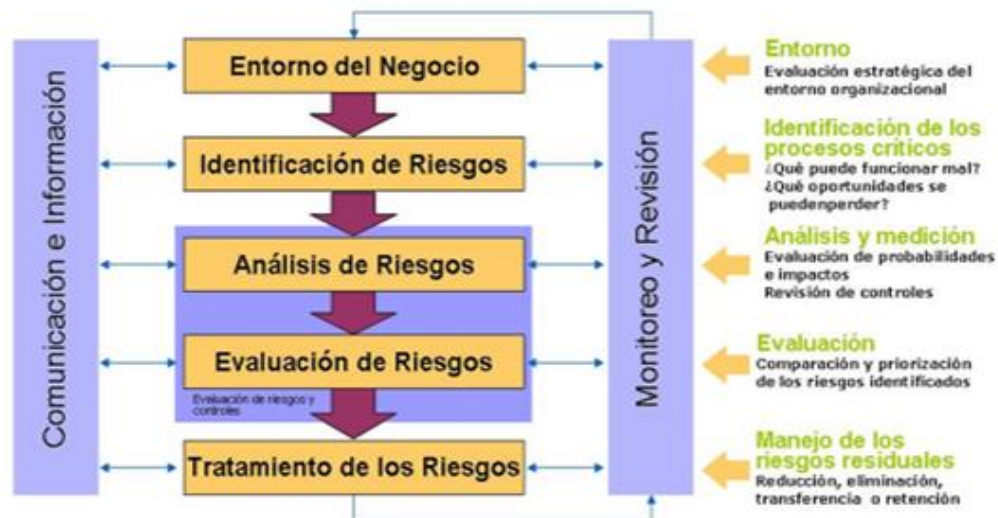 Comunicación e Información
Entorno del Negocio
Identificación de Riesgos
Análisis de Riesgos
Evaluación de Riesgos
Evaluación de riesgos y
controles
Tratamiento de los Riesgos
Monitoreo y Revisión
Entorno
Evaluación estratégica del
entorno organizacional
Identificación de los
procesos críticos
¿Qué puede funcionar mal?
¿Qué oportunidades se
puedenperder?
Análisis y medición
Evaluación de probabilidades
e impactos
Revisión de controles
Evaluación
Comparación y priorización
de los riesgos identificados
Manejo de los
riesgos residuales
Reducción, eliminación,
transferencia o retención